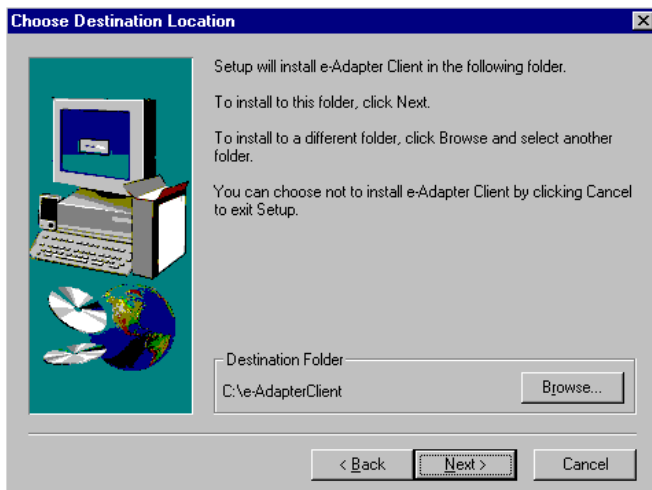 Choose Destination Location
Setup will install e-Adapter Client in the following folder.
To install to this folder, click Next.
To install to a different folder, click Browse and select another
folder.
You can choose not to install e-Adapter Client by clicking Cancel
to exit Setup.
Destination Folder
C:\e-AdapterClient
Browse...
< Back
Next >
Cancel